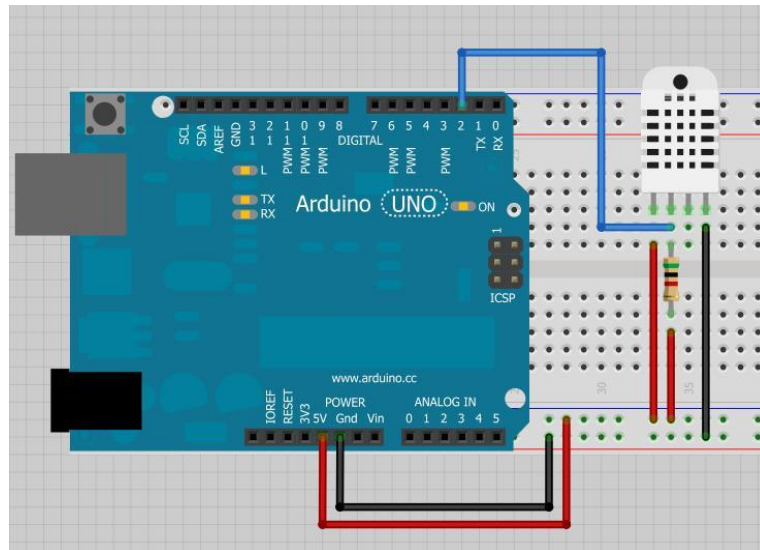 SCL
SDA
AREF
GND
13
12
PWM 11
PWM 10
PWM 9
8
DIGITAL
7
PWM 6
PWM 5
4
PWM 3
2
TX 1
RX 0
L
TX
RX
Arduino UNO
ON
1
ICSP
www.arduino.cc
POWER
ANALOG IN
IOREF
RESET
3V3
5V
Gnd
Vin
0 1 2 3 4 5
30
35